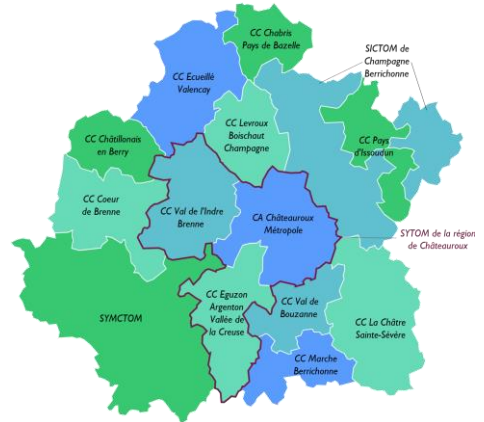 CC Chabris
Pays de Bazelle
SICTOM de
Champagne
Berrichonne
CC Ecueillé
Valencay
CC Levroux
Boischaut
Champagne
CC Châtillonais
en Berry
CC Pays
d'Issoudun
CC Coeur
de Brenne
CC Val de l'Indre
Brenne
CA Châteauroux
Métropole
SYTOM de la région
de Châteauroux
CC Eguzon
Argenton
Vallée de
la Creuse
SYMCTOM
CC Val de
Bouzanne
CC La Châtre
Sainte-Sévère
CC Marche
Berrichonne